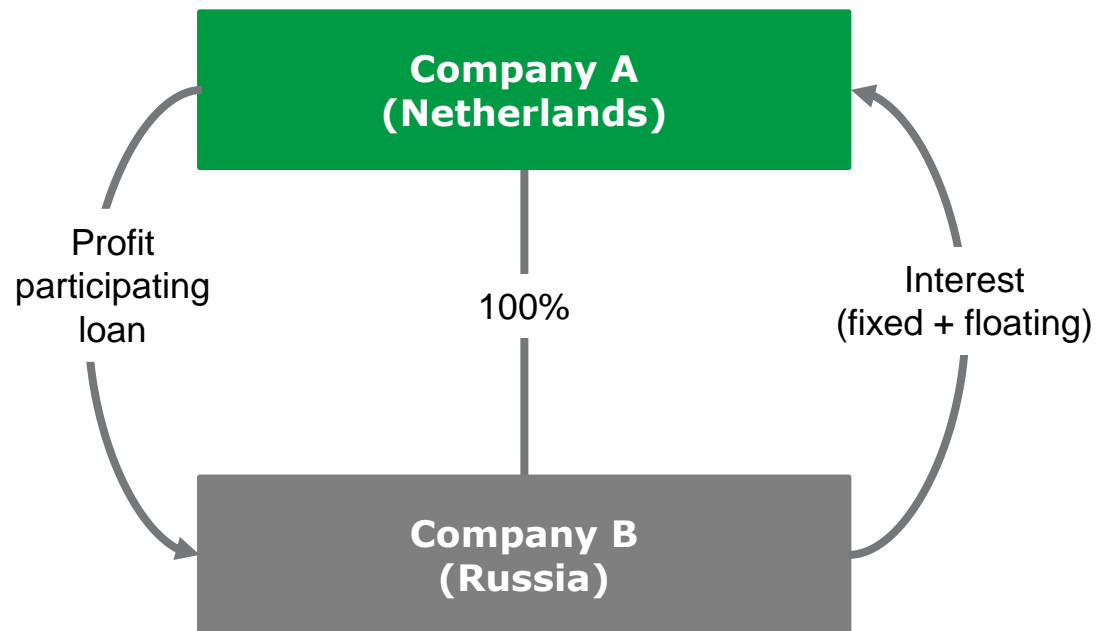 Company A
(Netherlands)
Profit
participating
loan
100%
Interest
(fixed + floating)
Company B
(Russia)